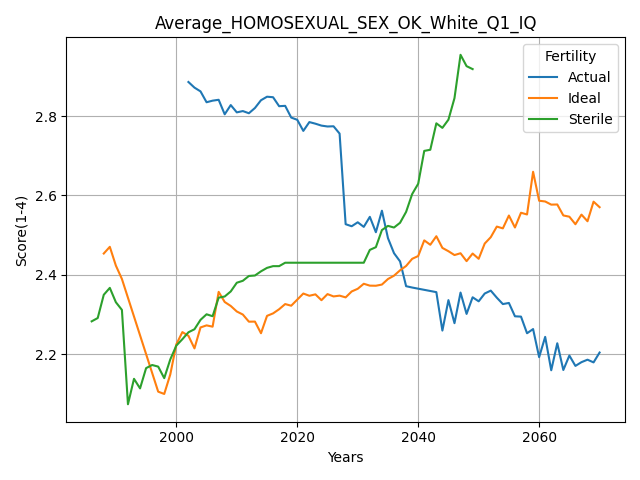 Average_HOMOSEXUAL_SEX_OK_White_Q1_IQ
Fertility
Actual
Ideal
Sterile
Score(1-4)
2.8
2.6
2.4
2.2
2000
2020
2040
2060
Years